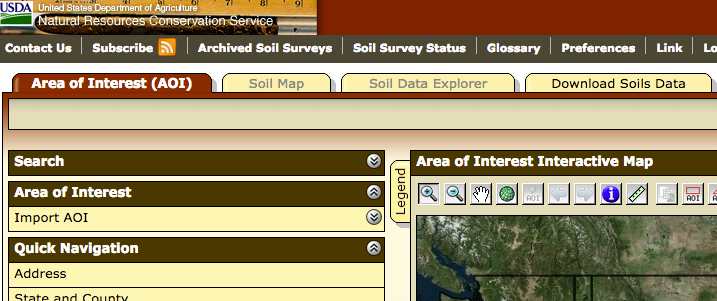 USDA
United States Department of Agriculture
Natural Resources Conservation Service
Contact Us Subscribe Archived Soil Surveys Soil Survey Status Glossary Preferences Link
Area of Interest (AOI) Soil Map Soil Data Explorer Download Soils Data
Search
Area of Interest
Import AOI
Quick Navigation
Address
State and County
Legend
Area of Interest Interactive Map
AOI AOI